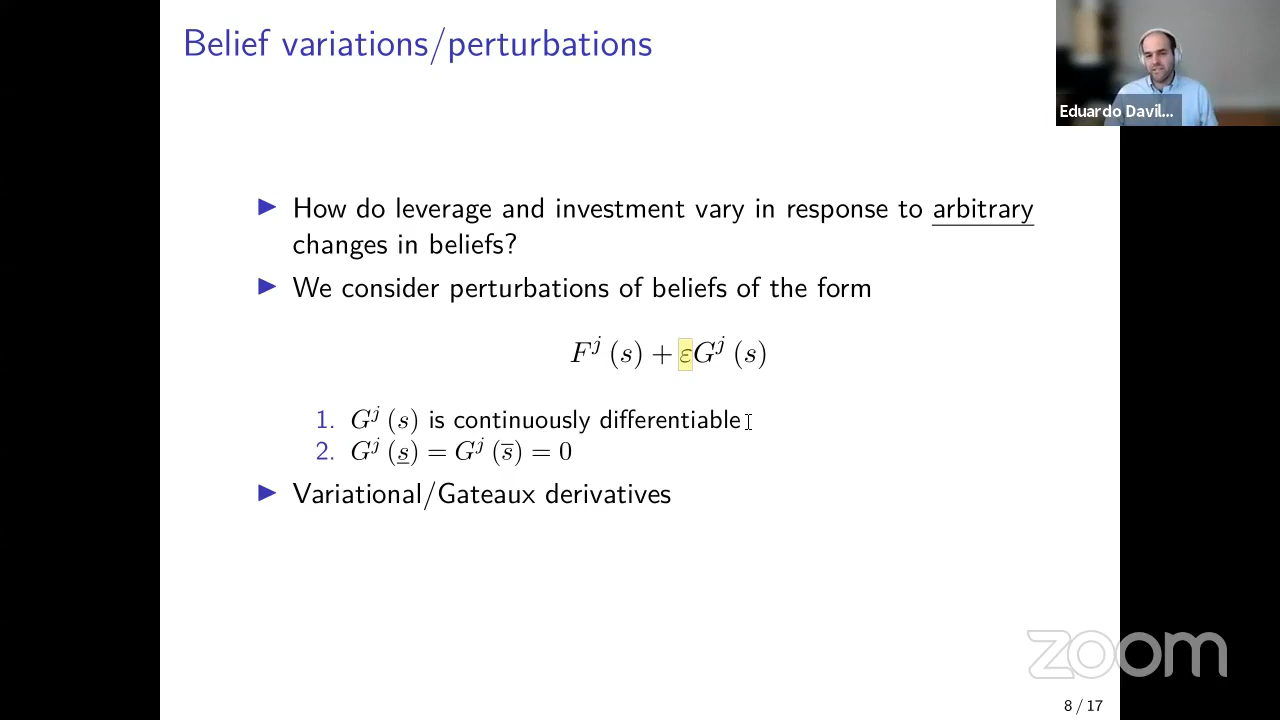 Belief variations/perturbations
Eduardo Davil...
▶ How do leverage and investment vary in response to arbitrary
changes in beliefs?
▶ We consider perturbations of beliefs of the form
F^j (s) + εG^j (s)
1. G^j (s) is continuously differentiable
2. G^j (s̲) = G^j (s̅) = 0
▶ Variational/Gateaux derivatives
zoom
8 / 17